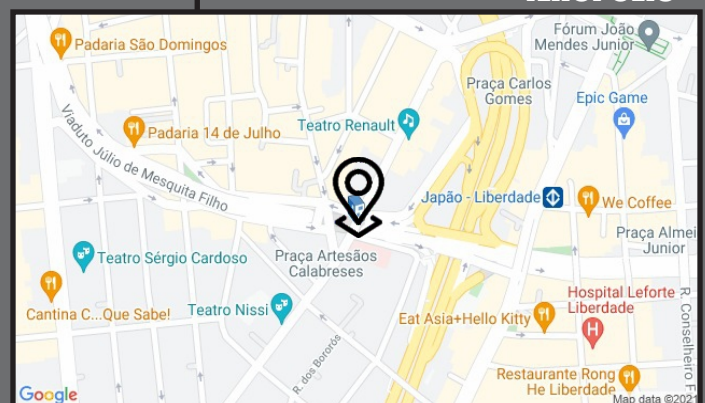 Padaria São Domingos
Fórum João
Mendes Junior
Praça Carlos
Gomes
Epic Game
Viaduto Júlio de Mesquita Filho
Padaria 14 de Julho
Teatro Renault
Japão - Liberdade
We Coffee
Praça Almei
Junior
Teatro Sérgio Cardoso
Praça Artesãos
Calabreses
Cantina C...Que Sabe!
Teatro Nissi
Eat Asia+Hello Kitty
Hospital Leforte
Liberdade
H
R. Conselheiro F
R. dos Bororós
Restaurante Rong
He Liberdade
Google
Map data ©2021